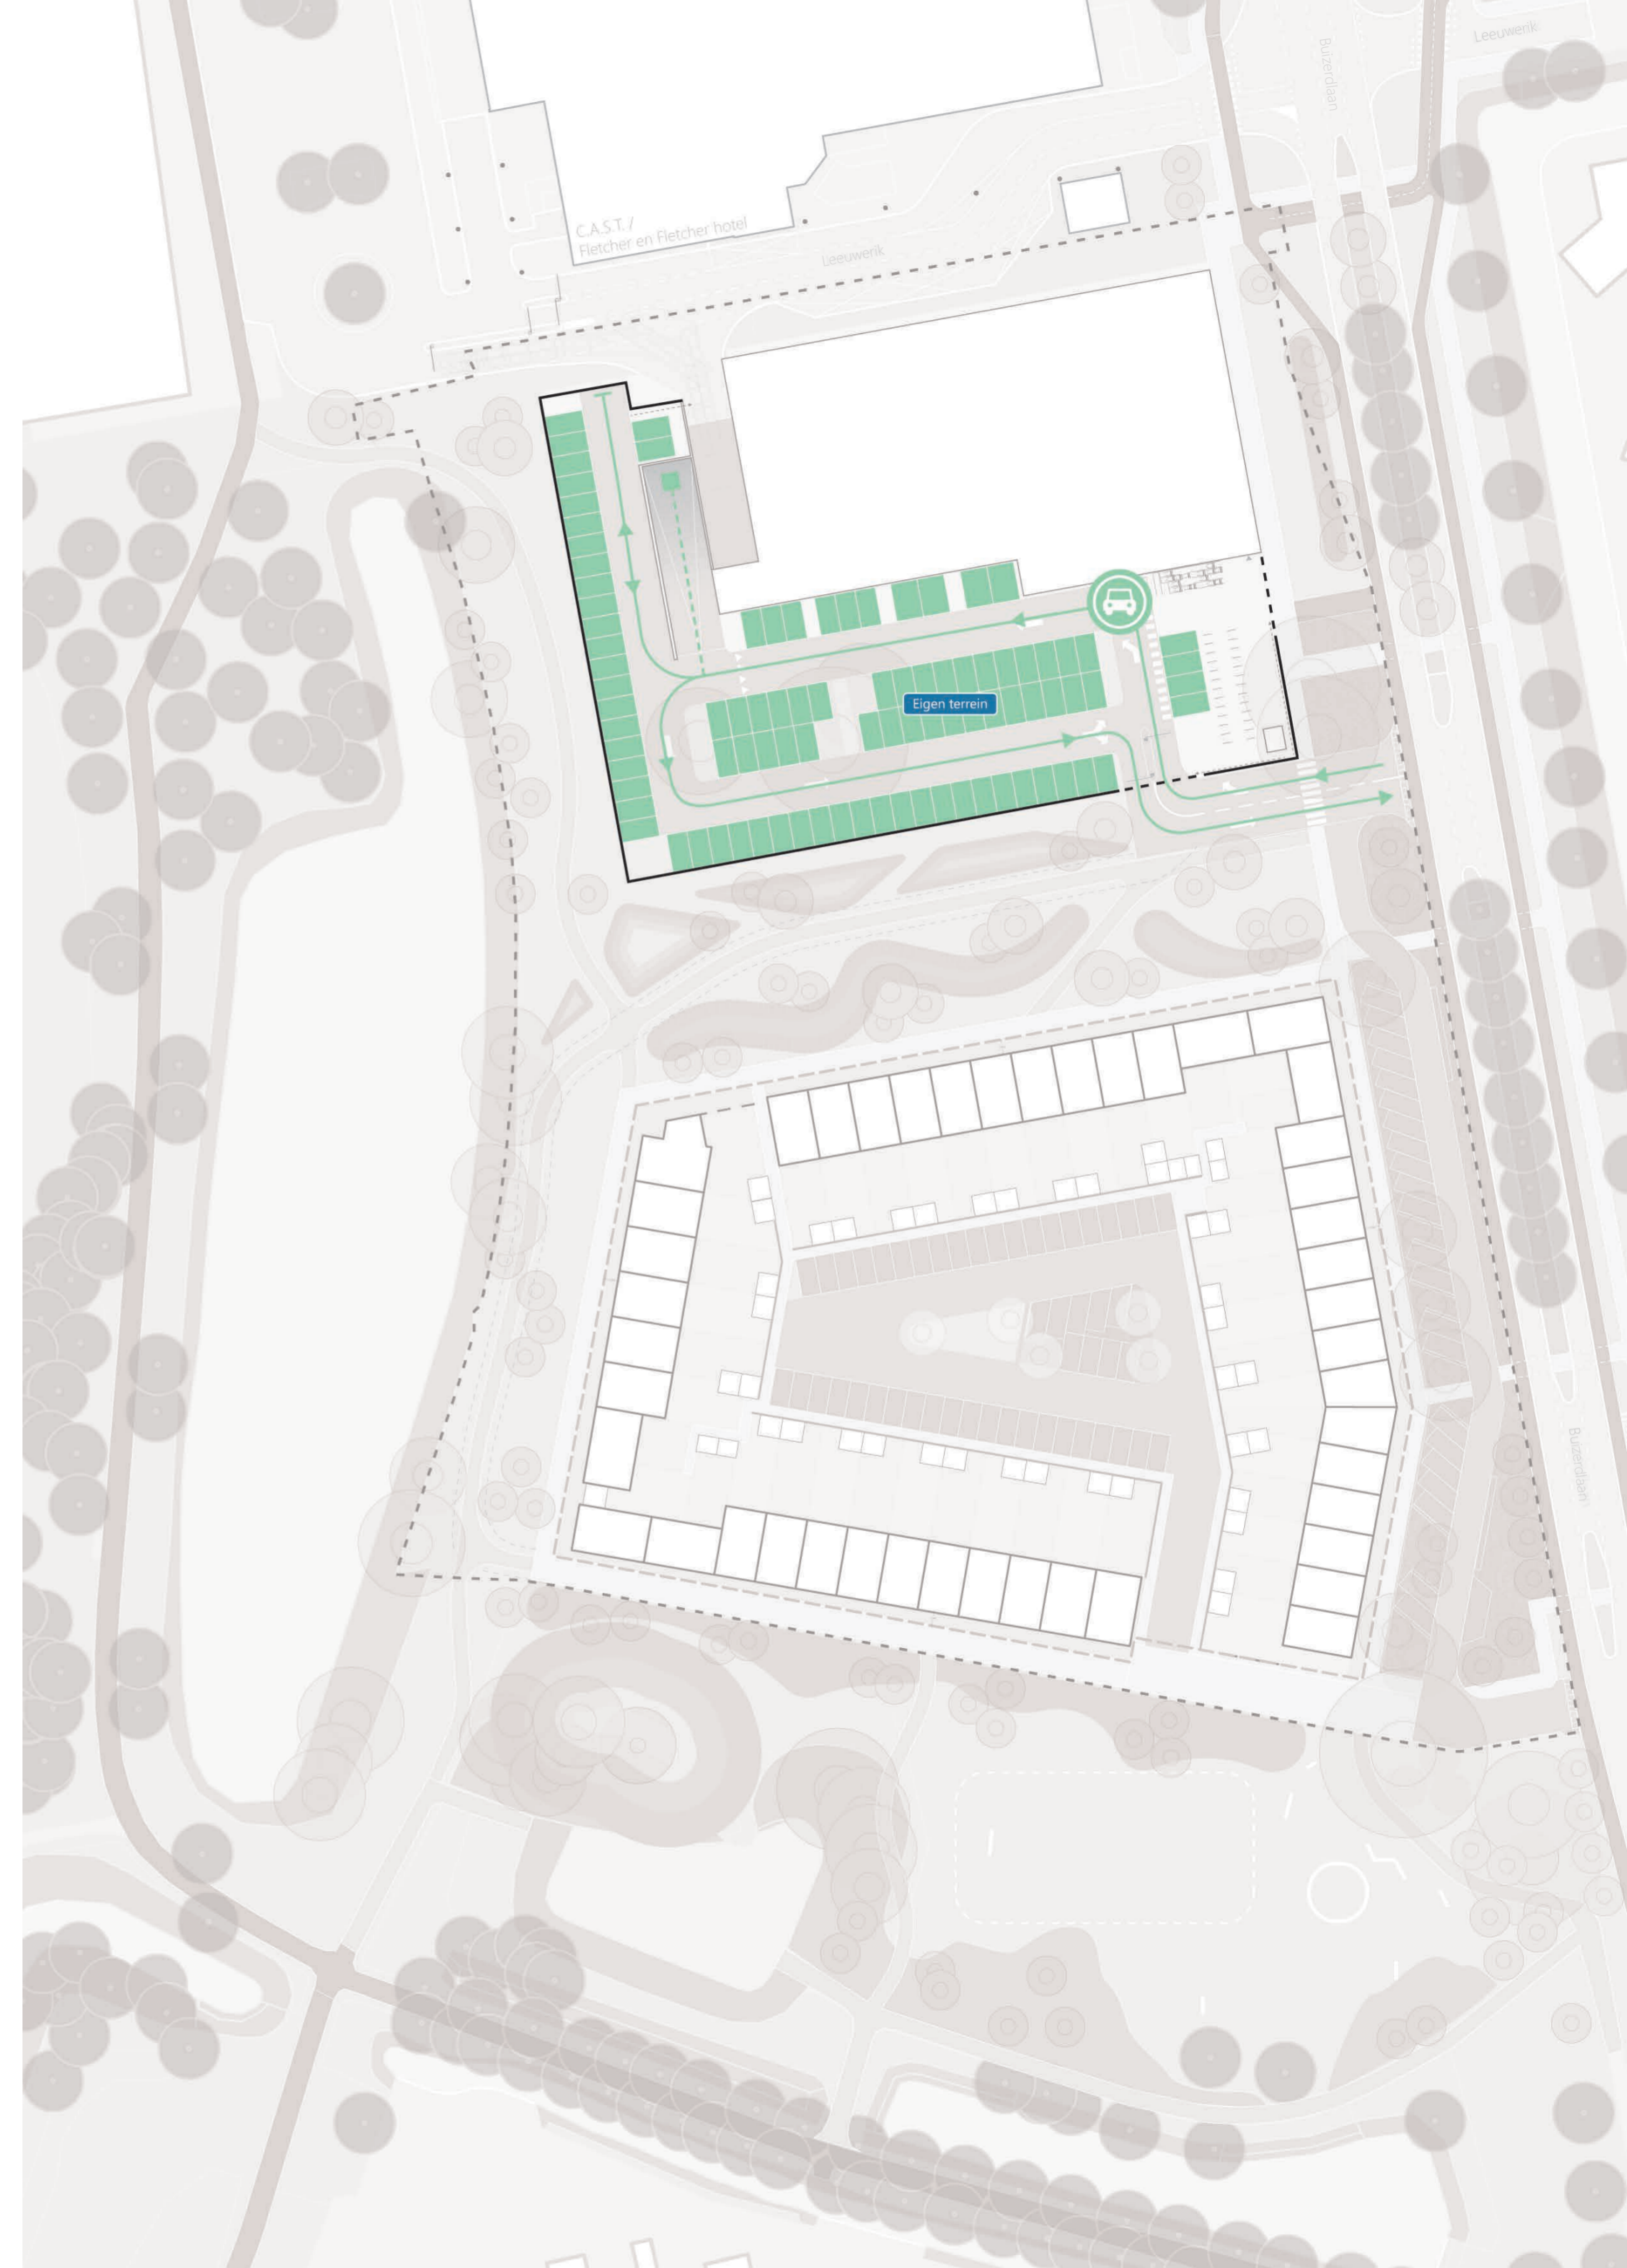 Leeuwerik
Buizerdlaan
C.A.S.T. /
Fletcher en Fletcher hotel
Leeuwerik
Eigen terrein
Buizerdlaan